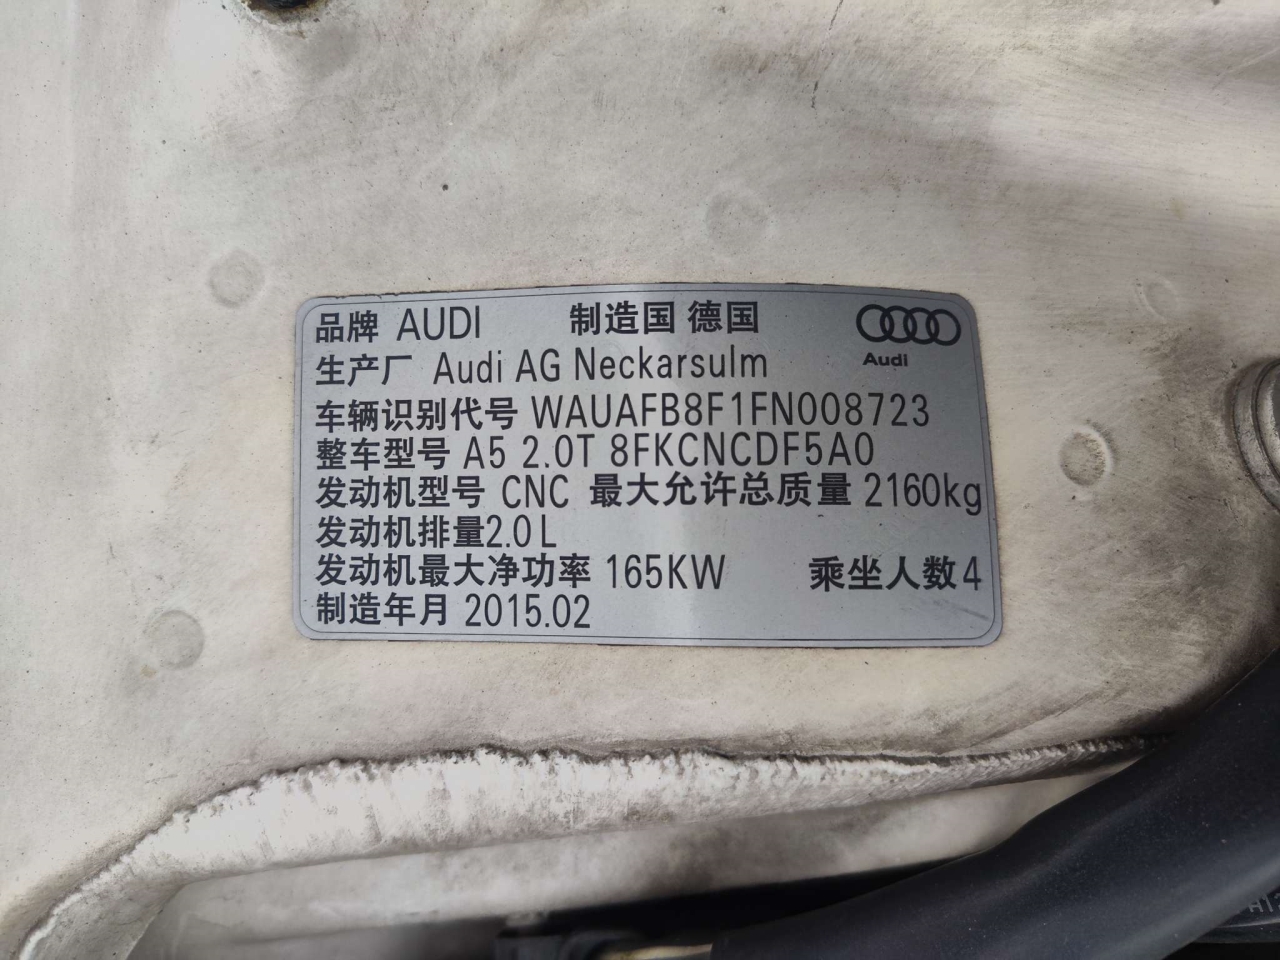 品牌 AUDI 制造国 德国
Audi
生产厂 Audi AG Neckarsulm
车辆识别代号 WAUAFB8F1FN008723
整车型号 A5 2.0T 8FKCNCDF5A0
发动机型号 CNC 最大允许总质量 2160kg
发动机排量2.0L
发动机最大净功率 165KW 乘坐人数4
制造年月 2015.02